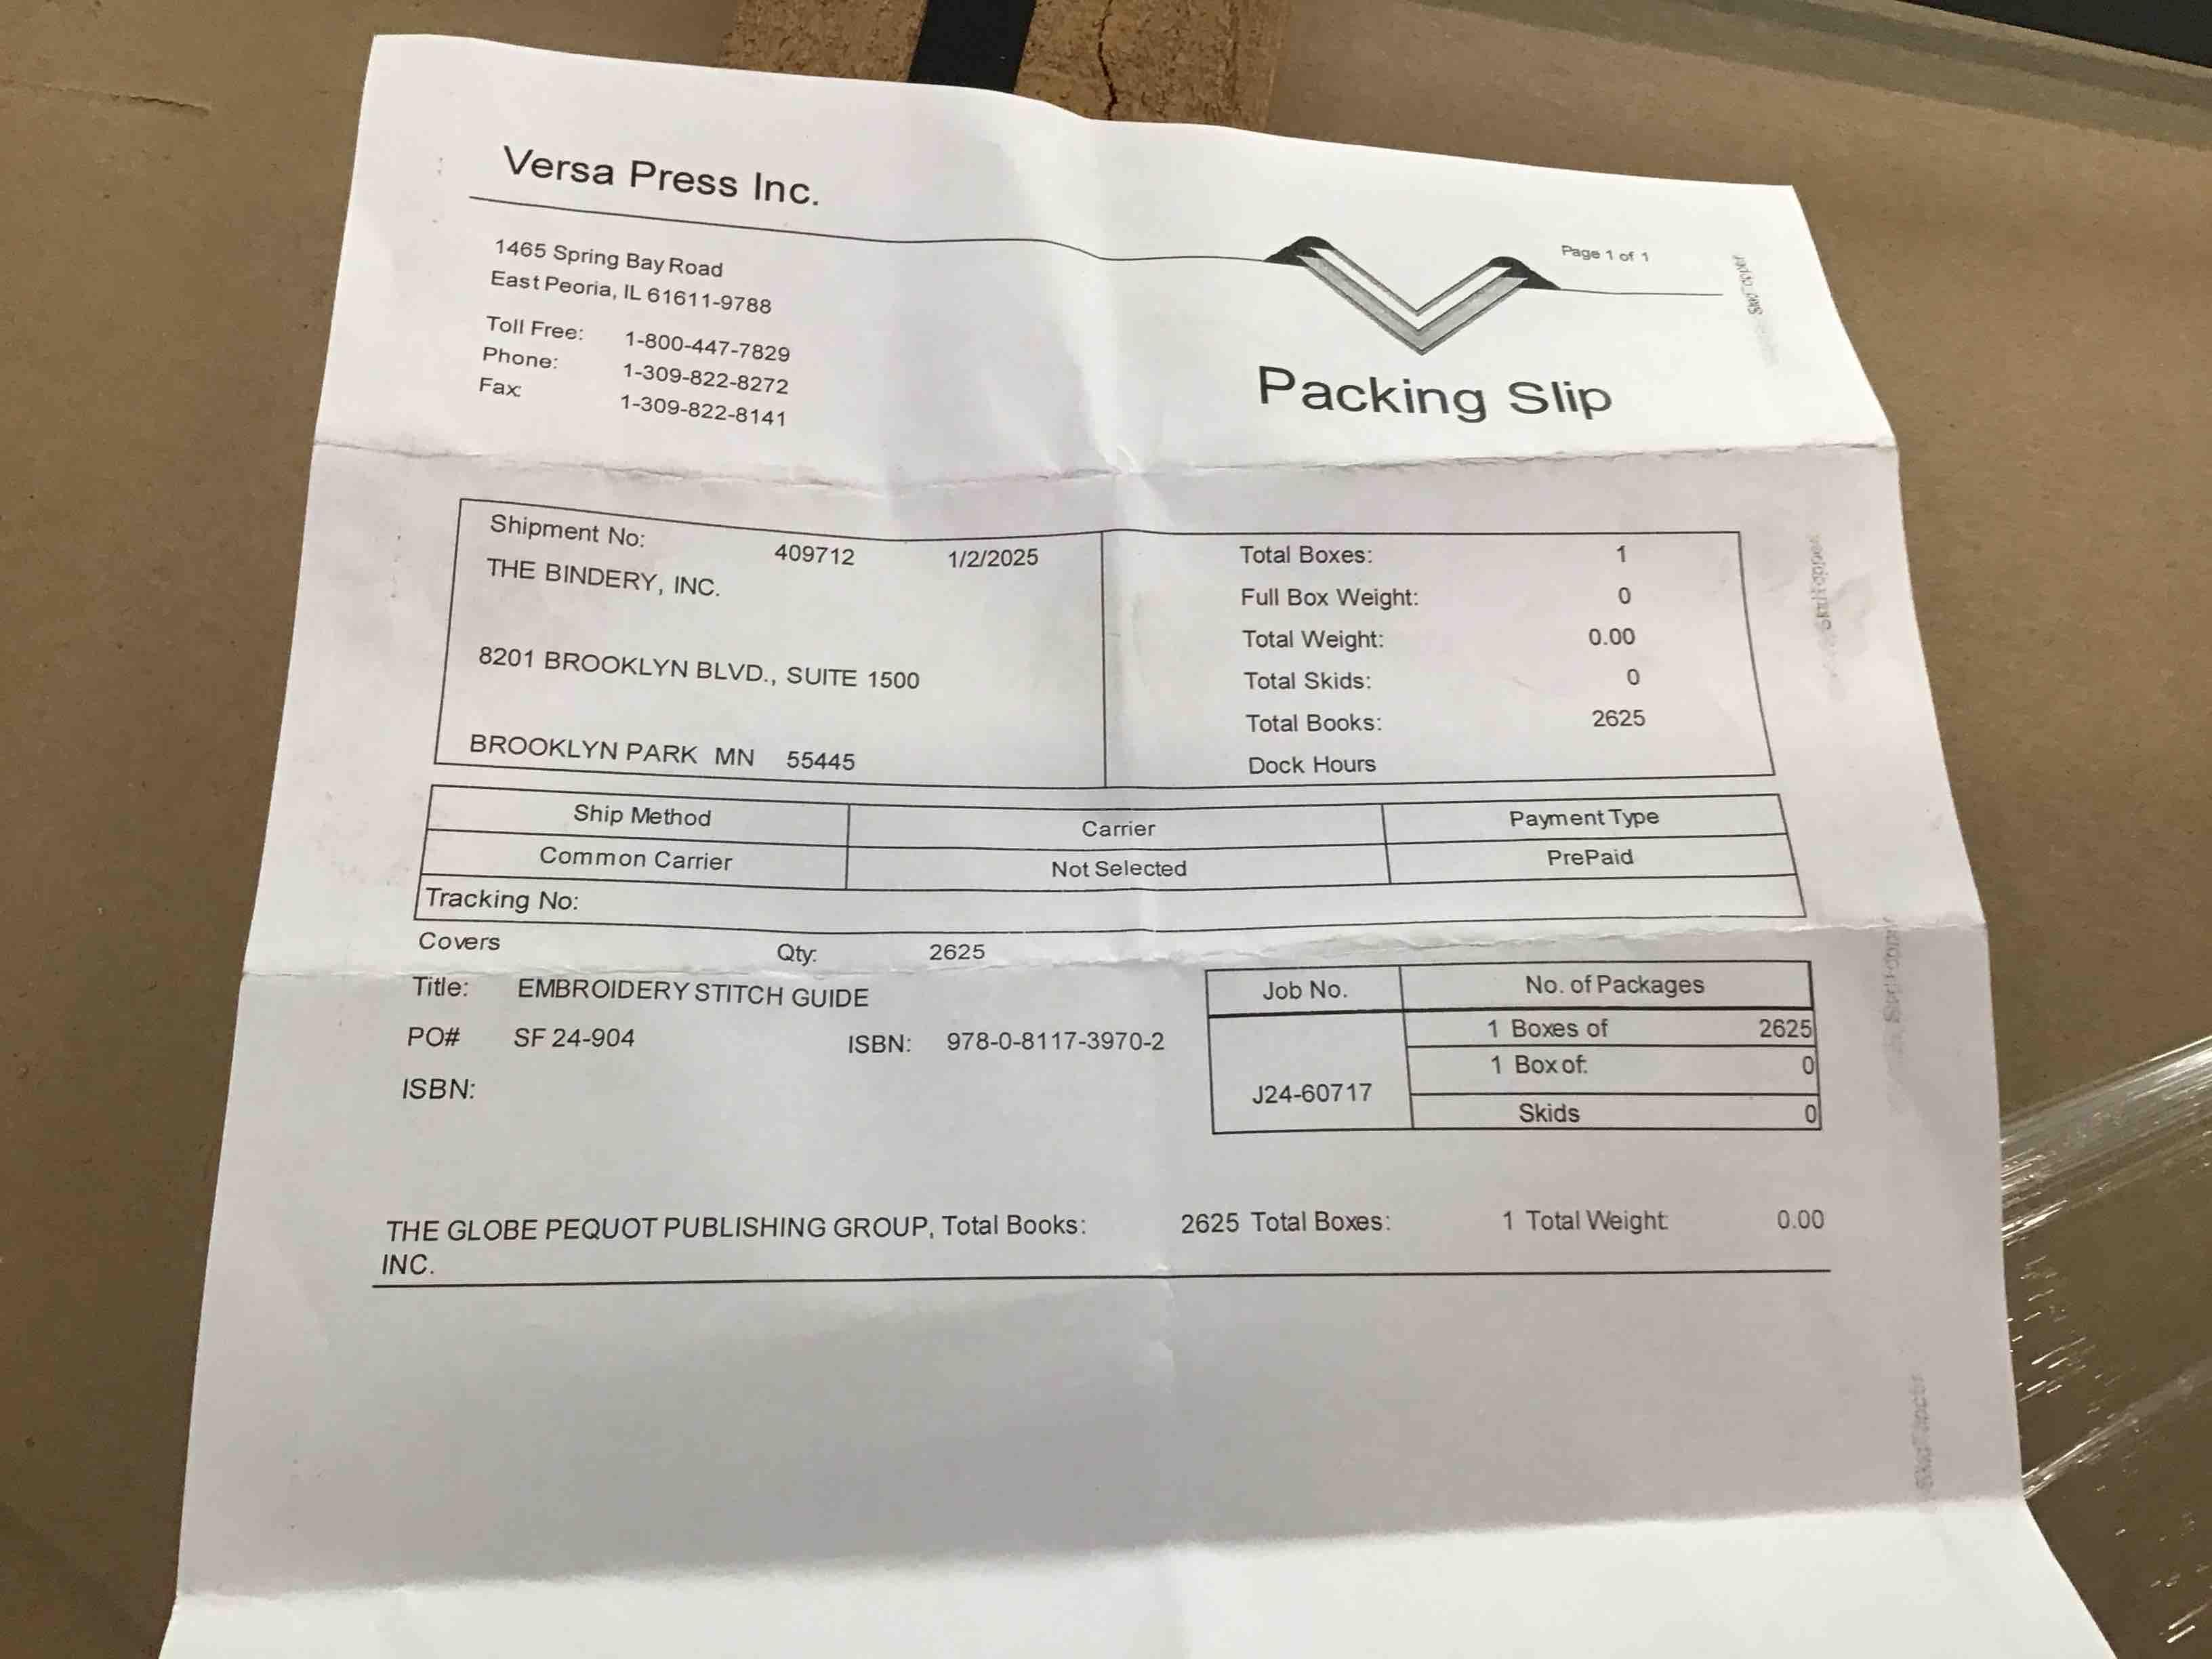 Versa Press Inc.
Page 1 of 1
1465 Spring Bay Road
East Peoria, IL 61611-9788
Toll Free: 1-800-447-7829
Phone: 1-309-822-8272
Fax: 1-309-822-8141
Packing Slip
Shipment No: 409712 1/2/2025
THE BINDERY, INC.
8201 BROOKLYN BLVD., SUITE 1500
BROOKLYN PARK MN 55445
Total Boxes: 1
Full Box Weight: 0
Total Weight: 0.00
Total Skids: 0
Total Books: 2625
Dock Hours
Ship Method Carrier Payment Type
Common Carrier Not Selected PrePaid
Tracking No:
Covers Qty: 2625
Title: EMBROIDERY STITCH GUIDE
PO# SF 24-904 ISBN: 978-0-8117-3970-2
ISBN:
Job No. No. of Packages
J24-60717
1 Boxes of 2625
1 Box of: 0
Skids 0
THE GLOBE PEQUOT PUBLISHING GROUP, Total Books: 2625 Total Boxes: 1 Total Weight: 0.00
INC.